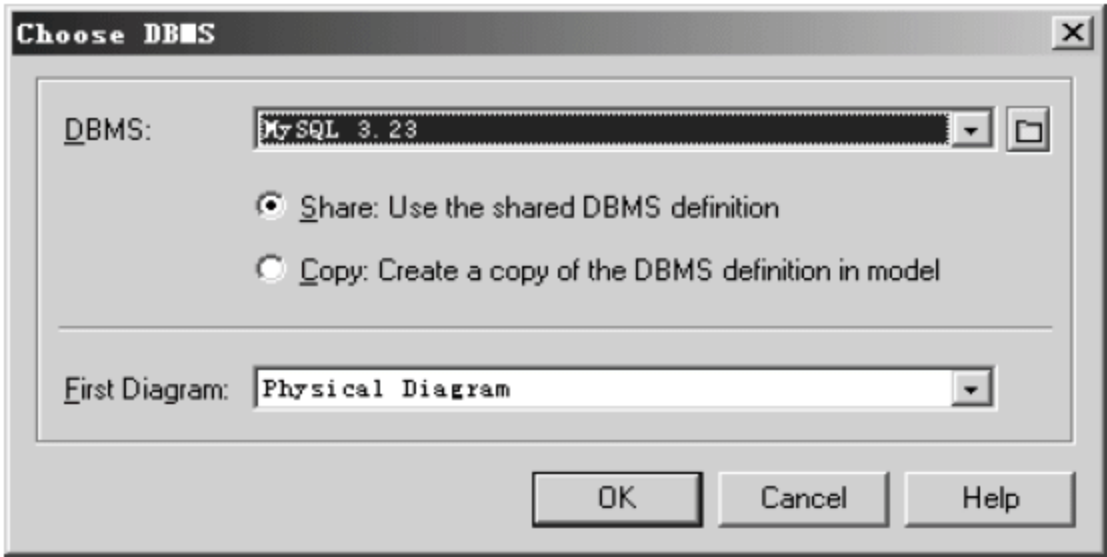 Choose DBMS
DBMS: MySQL 3.23
Share: Use the shared DBMS definition
Copy: Create a copy of the DBMS definition in model
First Diagram: Physical Diagram
OK Cancel Help